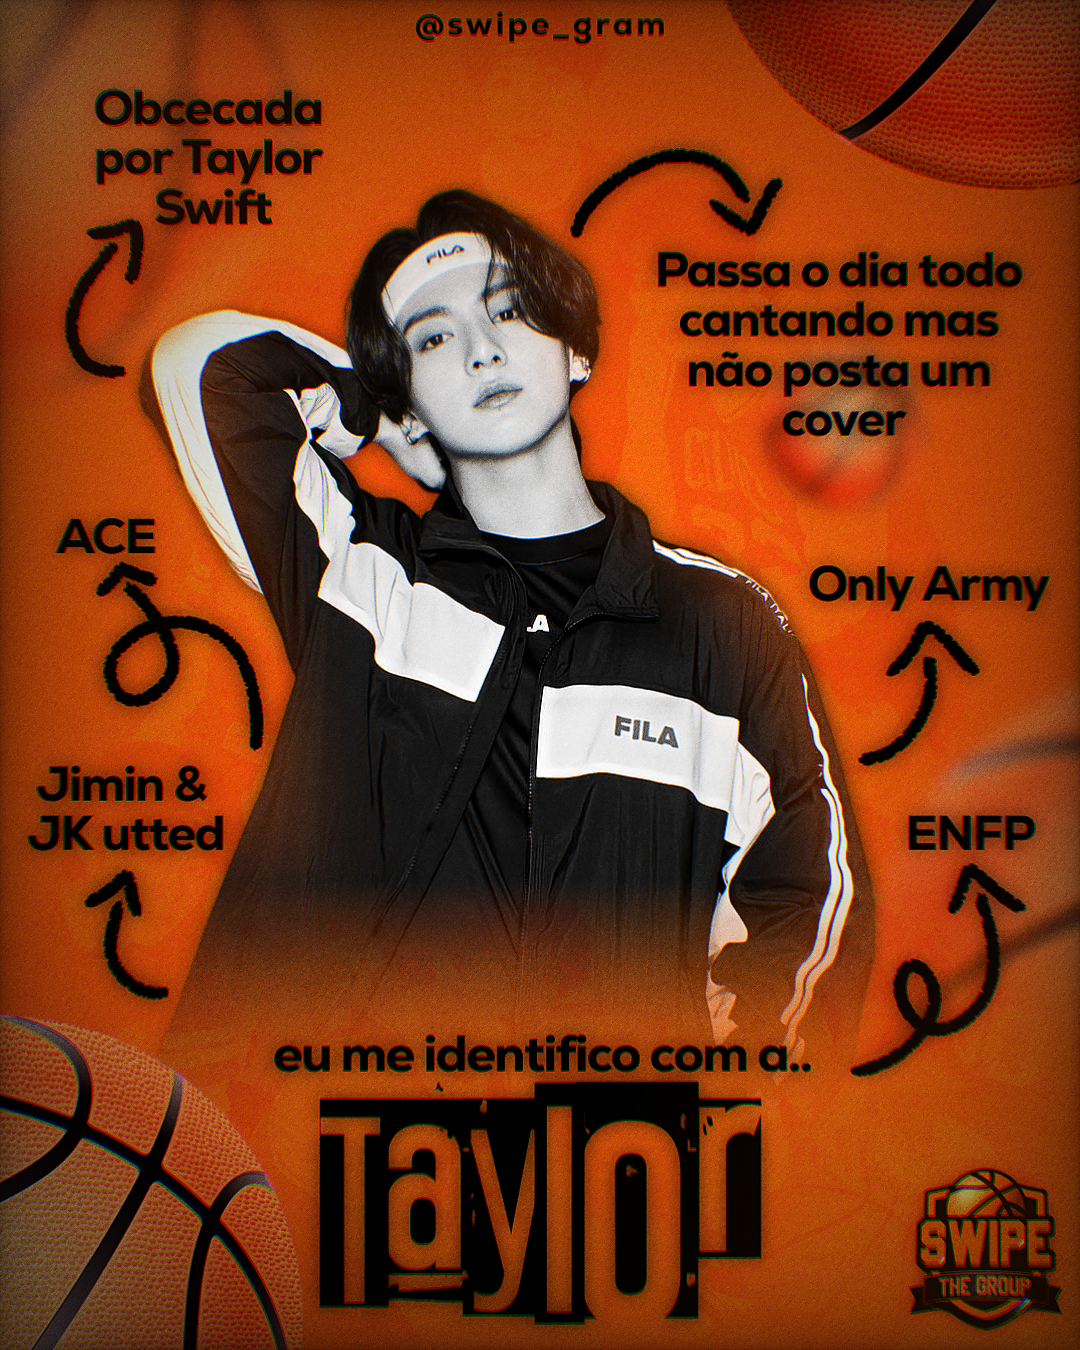 @swipe_gram
Obcecada
por Taylor
Swift
Passa o dia todo
cantando mas
não posta um
cover
FILA
ACE
Only Army
FILA
Jimin &
JK utted
ENFP
eu me identifico com a..
Taylor
SWIPE
THE GROUP